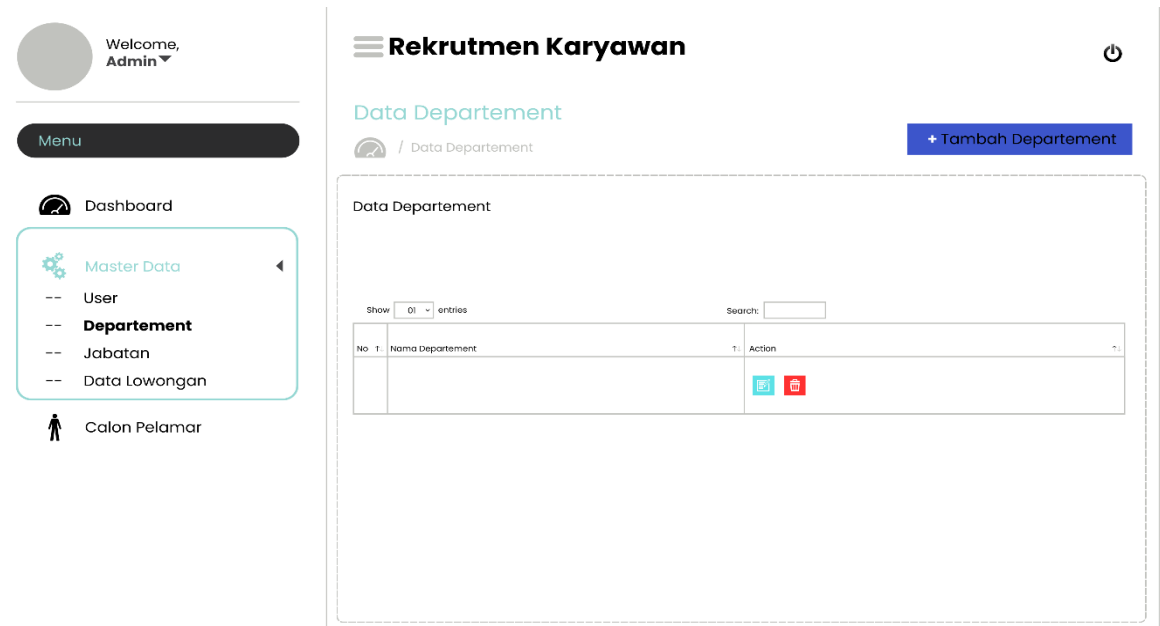 Welcome,
Admin
Menu
Dashboard
Master Data
-- User
-- Departement
-- Jabatan
-- Data Lowongan
Calon Pelamar
Rekrutmen Karyawan
Data Departement
/ Data Departement
+ Tambah Departement
Data Departement
Show 01 entries
Search:
No Nama Departement Action